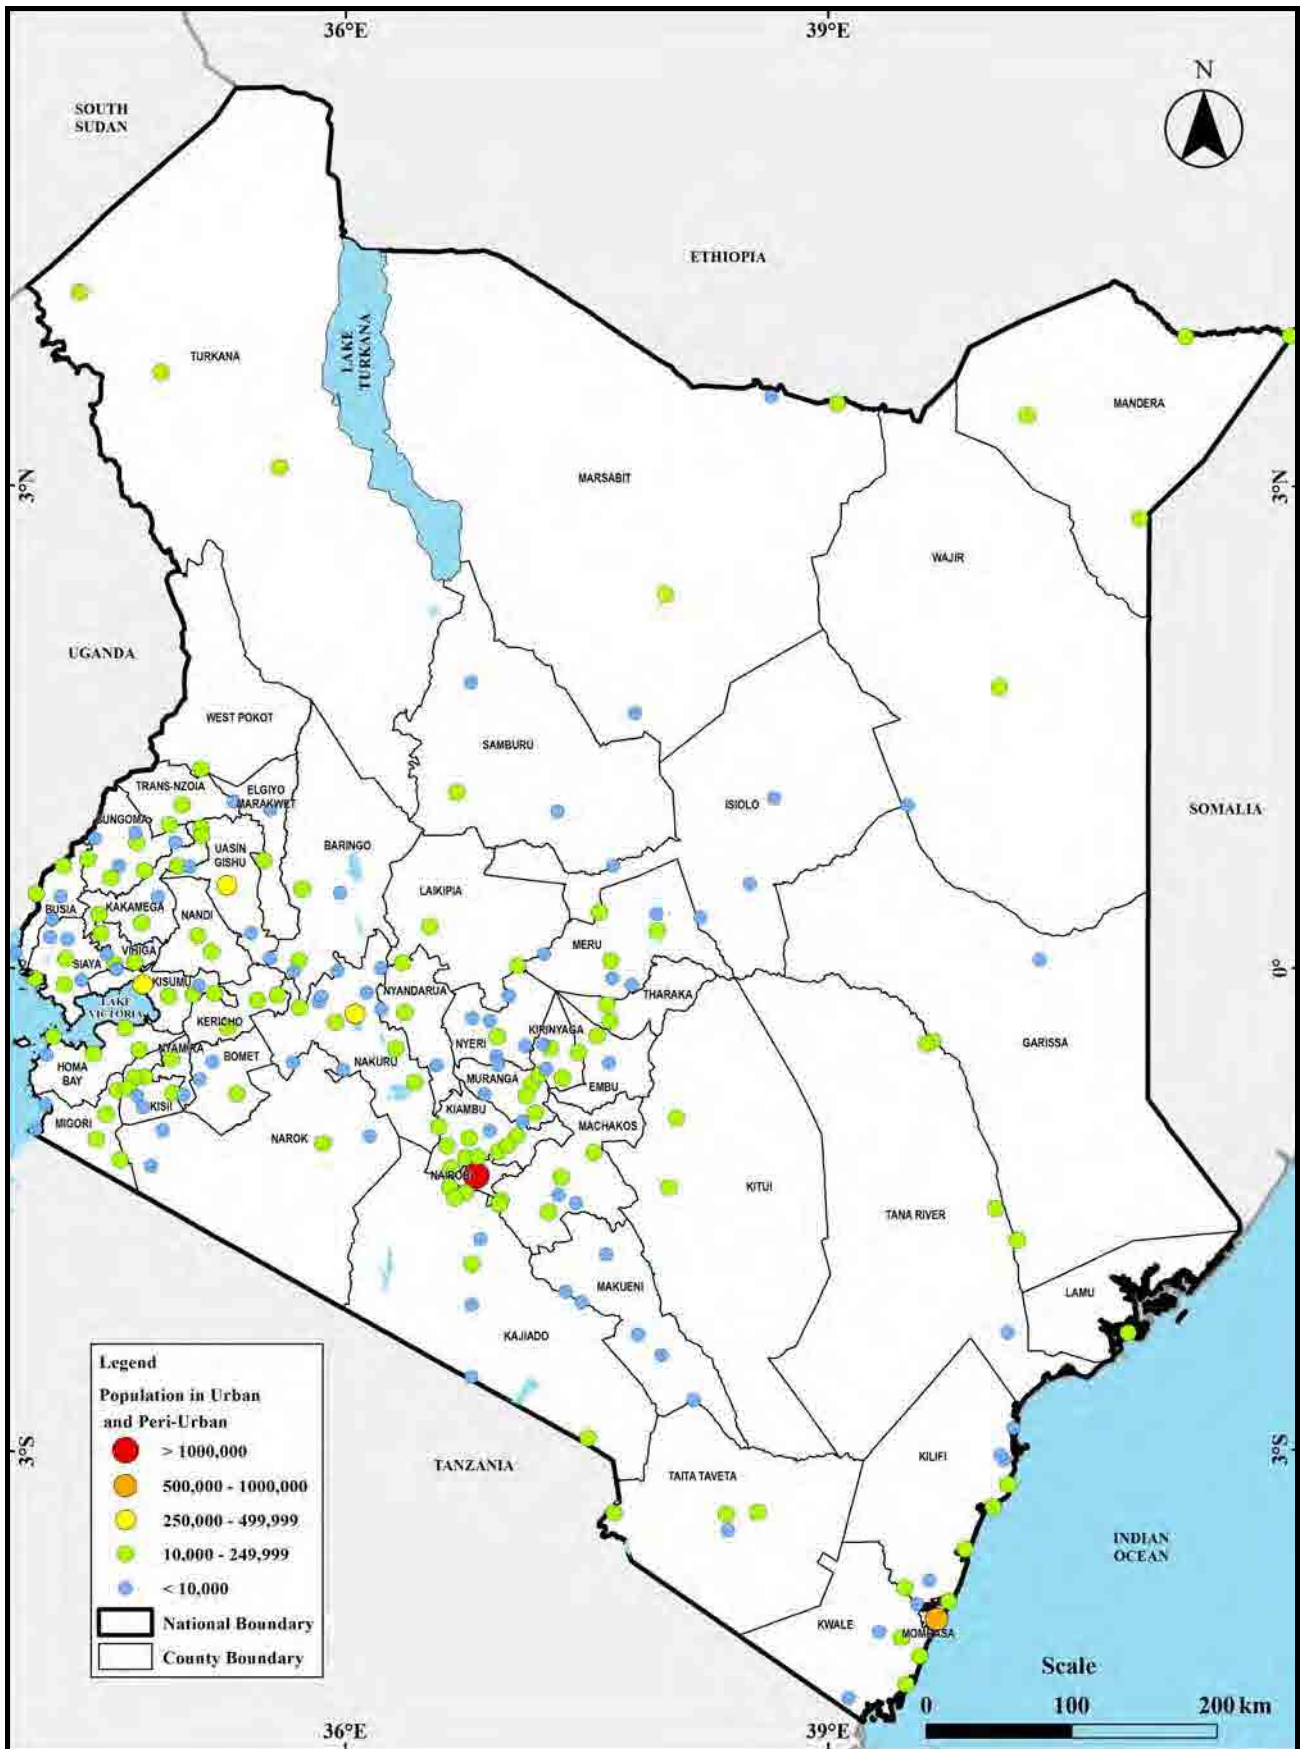 36°E
39°E
N
SOUTH
SUDAN
ETHIOPIA
LAKE
TURKANA
TURKANA
MANDERA
3°N
3°N
MARSABIT
WAJIR
UGANDA
WEST POKOT
SAMBURU
TRANS-NZOIA
ELGIYO
MARAKWET
ISIOLO
SOMALIA
BUNGOMA
UASIN
GISHU
BARINGO
LAIKIPIA
BUSIA
KAKAMEGA
NANDI
MERU
VIHIGA
SIAYA
0°
KISUMU
NYANDARUA
THARAKA
LAKE
VICTORIA
KERICHO
KIRINYAGA
NYERI
GARISSA
NYAMIRA
BOMET
NAKURU
HOMA
BAY
MURANGA
EMBU
KISII
KIAMBU
MIGORI
MACHAKOS
NAROK
NAIROBI
KITUI
TANA RIVER
MAKUENI
LAMU
KAJIADO
Legend
Population in Urban
and Peri-Urban
> 1000,000
500,000 - 1000,000
250,000 - 499,999
10,000 - 249,999
< 10,000
National Boundary
County Boundary
3°S
3°S
TANZANIA
TAITA TAVETA
KILIFI
INDIAN
OCEAN
KWALE
MOMBASA
Scale
0 100 200 km
36°E
39°E